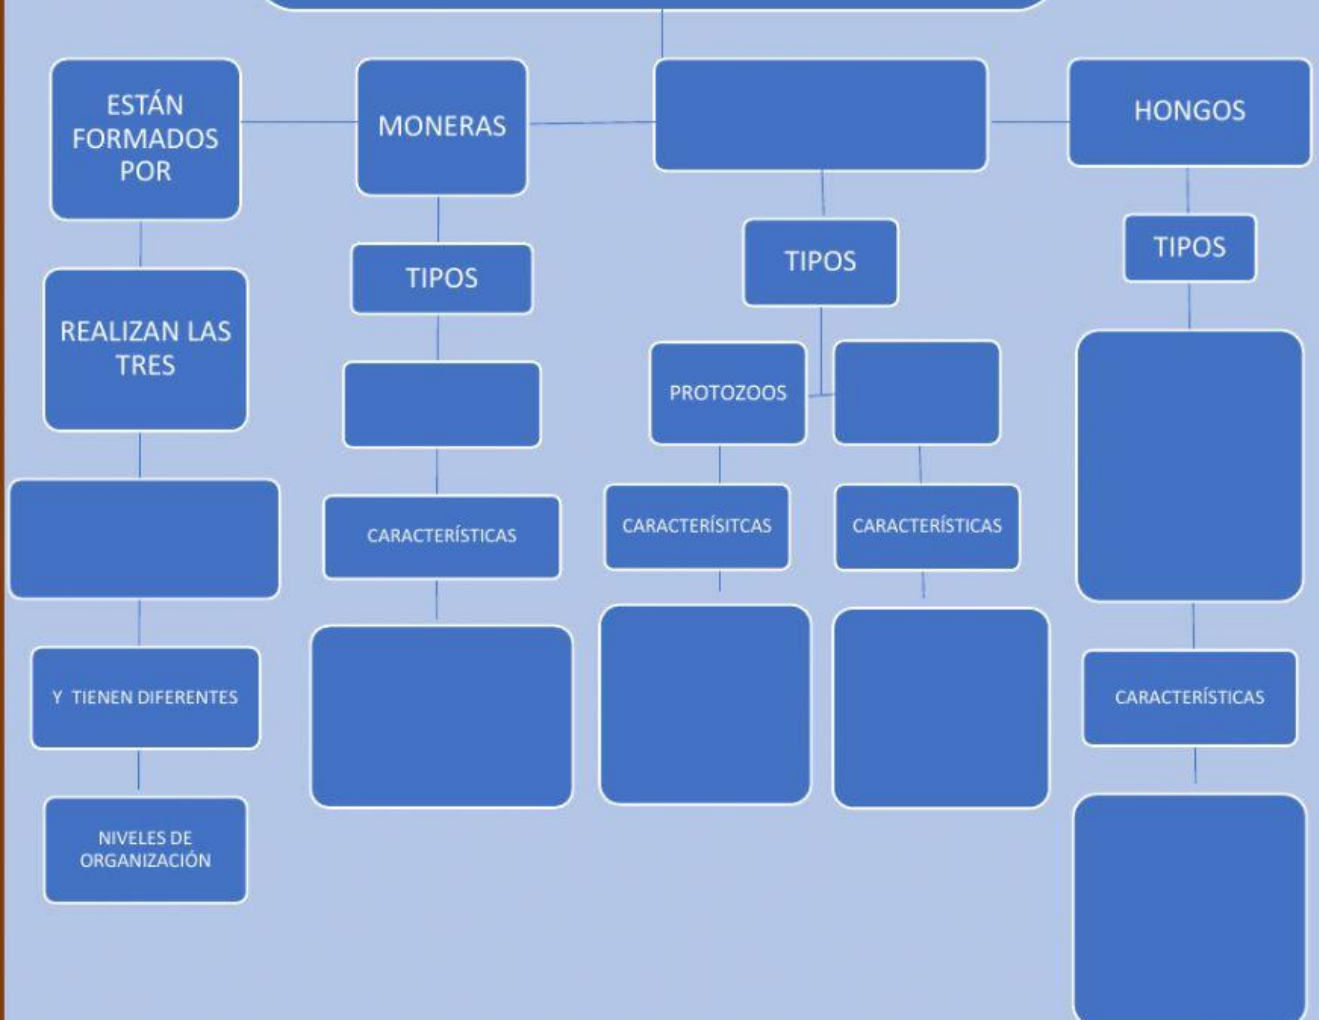 ESTÁN
FORMADOS
POR
MONERAS
HONGOS
TIPOS
TIPOS
TIPOS
REALIZAN LAS
TRES
PROTOZOOS
CARACTERÍSTICAS
CARACTERÍSITCAS
CARACTERÍSTICAS
Y TIENEN DIFERENTES
CARACTERÍSTICAS
NIVELES DE
ORGANIZACIÓN